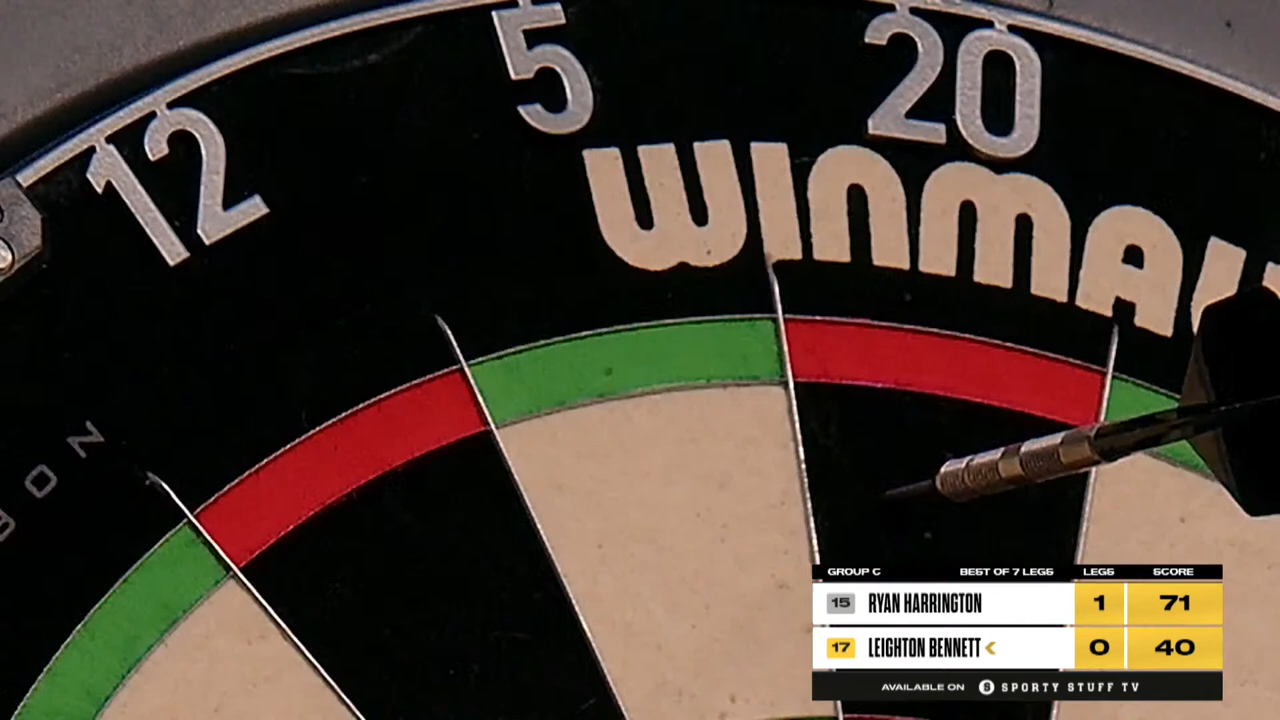 5
20
12
WINMAU
N
O
GROUP C BEST OF 7 LEGS LEGS SCORE
15 RYAN HARRINGTON 1 71
17 LEIGHTON BENNETT 0 40
AVAILABLE ON S SPORTY STUFF TV